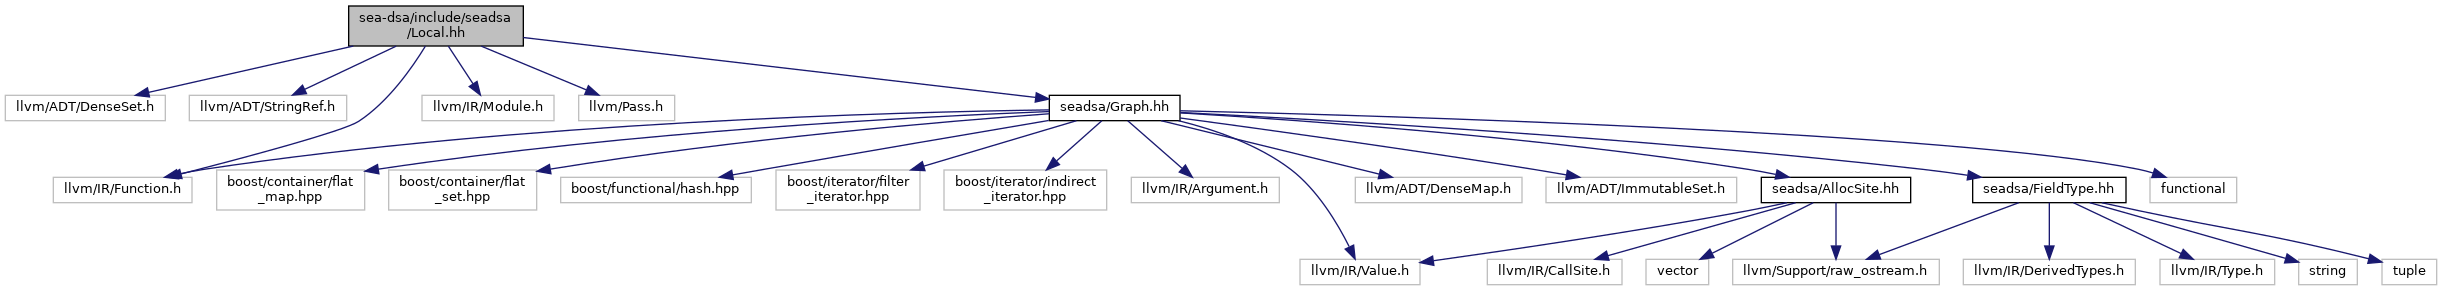 sea-dsa/include/seadsa
/Local.hh
llvm/ADT/DenseSet.h
llvm/ADT/StringRef.h
llvm/IR/Module.h
llvm/Pass.h
seadsa/Graph.hh
llvm/IR/Function.h
boost/container/flat
_map.hpp
boost/container/flat
_set.hpp
boost/functional/hash.hpp
boost/iterator/filter
_iterator.hpp
boost/iterator/indirect
_iterator.hpp
llvm/IR/Argument.h
llvm/ADT/DenseMap.h
llvm/ADT/ImmutableSet.h
seadsa/AllocSite.hh
seadsa/FieldType.hh
functional
llvm/IR/Value.h
llvm/IR/CallSite.h
vector
llvm/Support/raw_ostream.h
llvm/IR/DerivedTypes.h
llvm/IR/Type.h
string
tuple